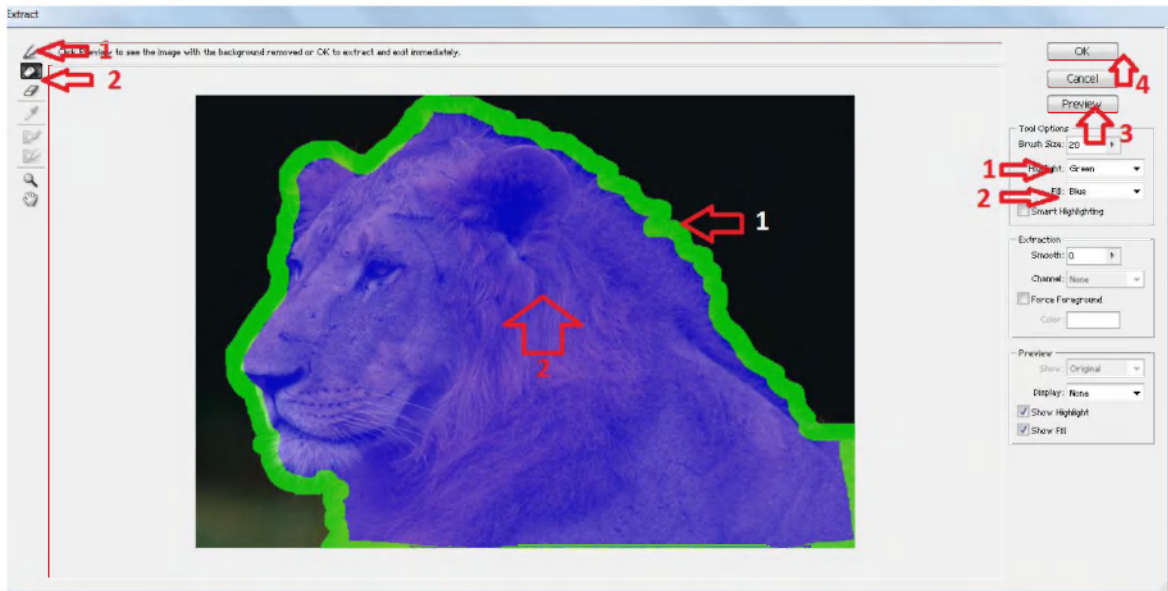 Extract
1
Preview to see the image with the background removed or OK to extract and exit immediately.
2
OK
4
Cancel
Preview
3
Tool Options
Brush Size: 20
1
Highlight: Green
2
Fill: Blue
Smart Highlighting
1
2
Extraction
Smooth: 0
Channel: None
Force Foreground
Color:
Preview
Show: Original
Display: None
Show Highlight
Show Fill